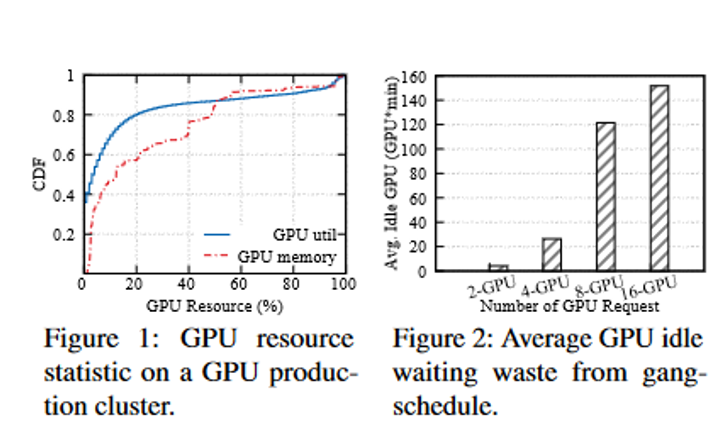 1
0.8
0.6
0.4
0.2
CDF
GPU util
GPU memory
0 20 40 60 80 100
GPU Resource (%)
Figure 1: GPU resource
statistic on a GPU produc-
tion cluster.
160
140
120
100
80
60
40
20
0
Avg. Idle GPU (GPU*min)
2-GPU 4-GPU 8-GPU 16-GPU
Number of GPU Request
Figure 2: Average GPU idle
waiting waste from gang-
schedule.